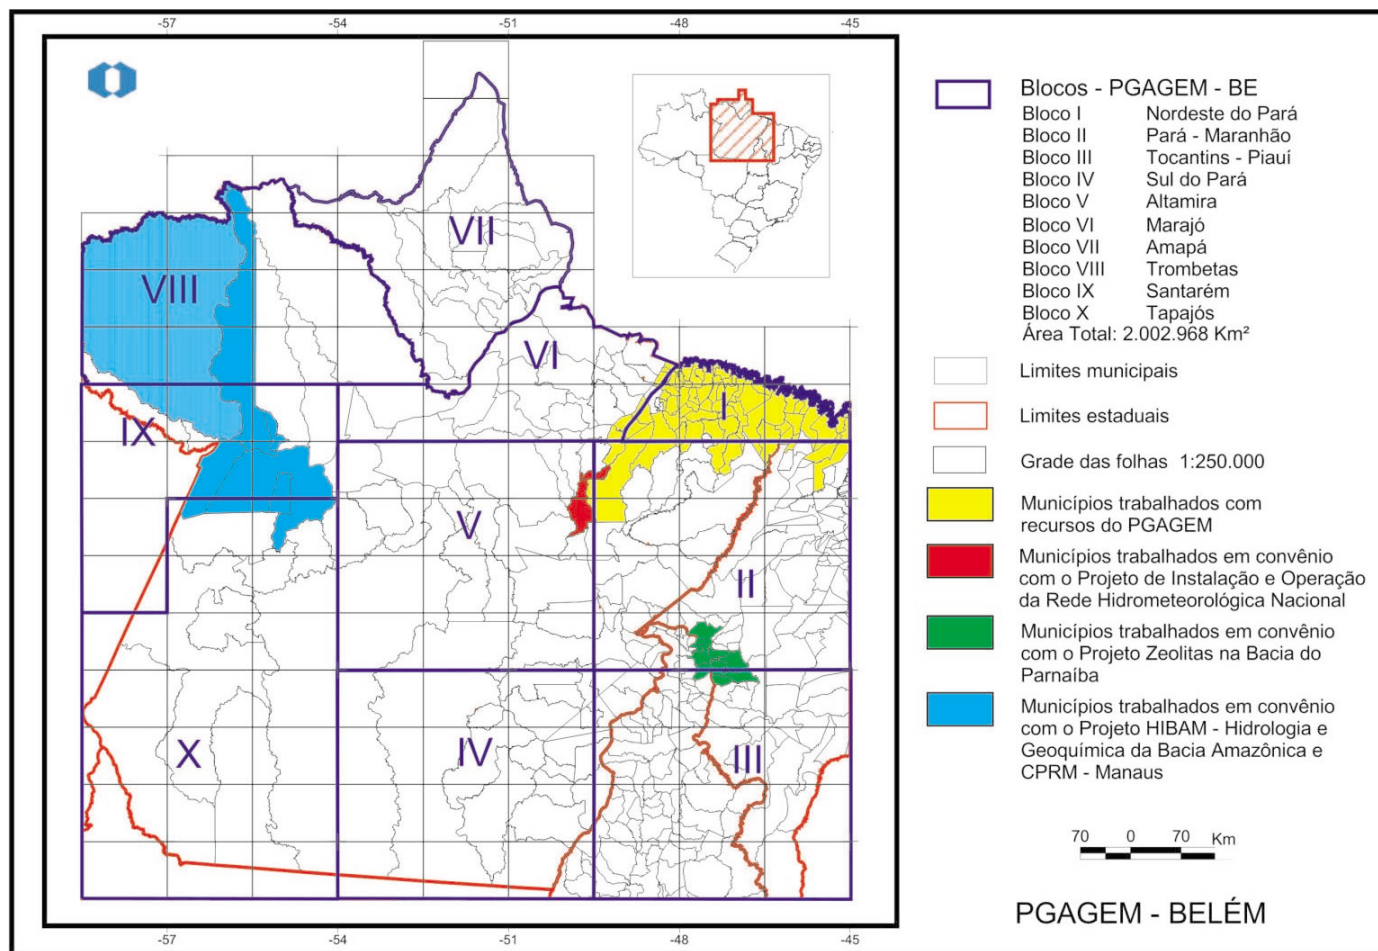 -57 -54 -51 -48 -45
VII
VIII
VI
IX
I
V
II
X
IV
III
-57 -54 -51 -48 -45
Blocos - PGAGEM - BE
Bloco I Nordeste do Pará
Bloco II Pará - Maranhão
Bloco III Tocantins - Piauí
Bloco IV Sul do Pará
Bloco V Altamira
Bloco VI Marajó
Bloco VII Amapá
Bloco VIII Trombetas
Bloco IX Santarém
Bloco X Tapajós
Área Total: 2.002.968 Km²
Limites municipais
Limites estaduais
Grade das folhas 1:250.000
Municípios trabalhados com
recursos do PGAGEM
Municípios trabalhados em convênio
com o Projeto de Instalação e Operação
da Rede Hidrometeorológica Nacional
Municípios trabalhados em convênio
com o Projeto Zeolitas na Bacia do
Parnaíba
Municípios trabalhados em convênio
com o Projeto HIBAM - Hidrologia e
Geoquímica da Bacia Amazônica e
CPRM - Manaus
70 0 70 Km
PGAGEM - BELÉM